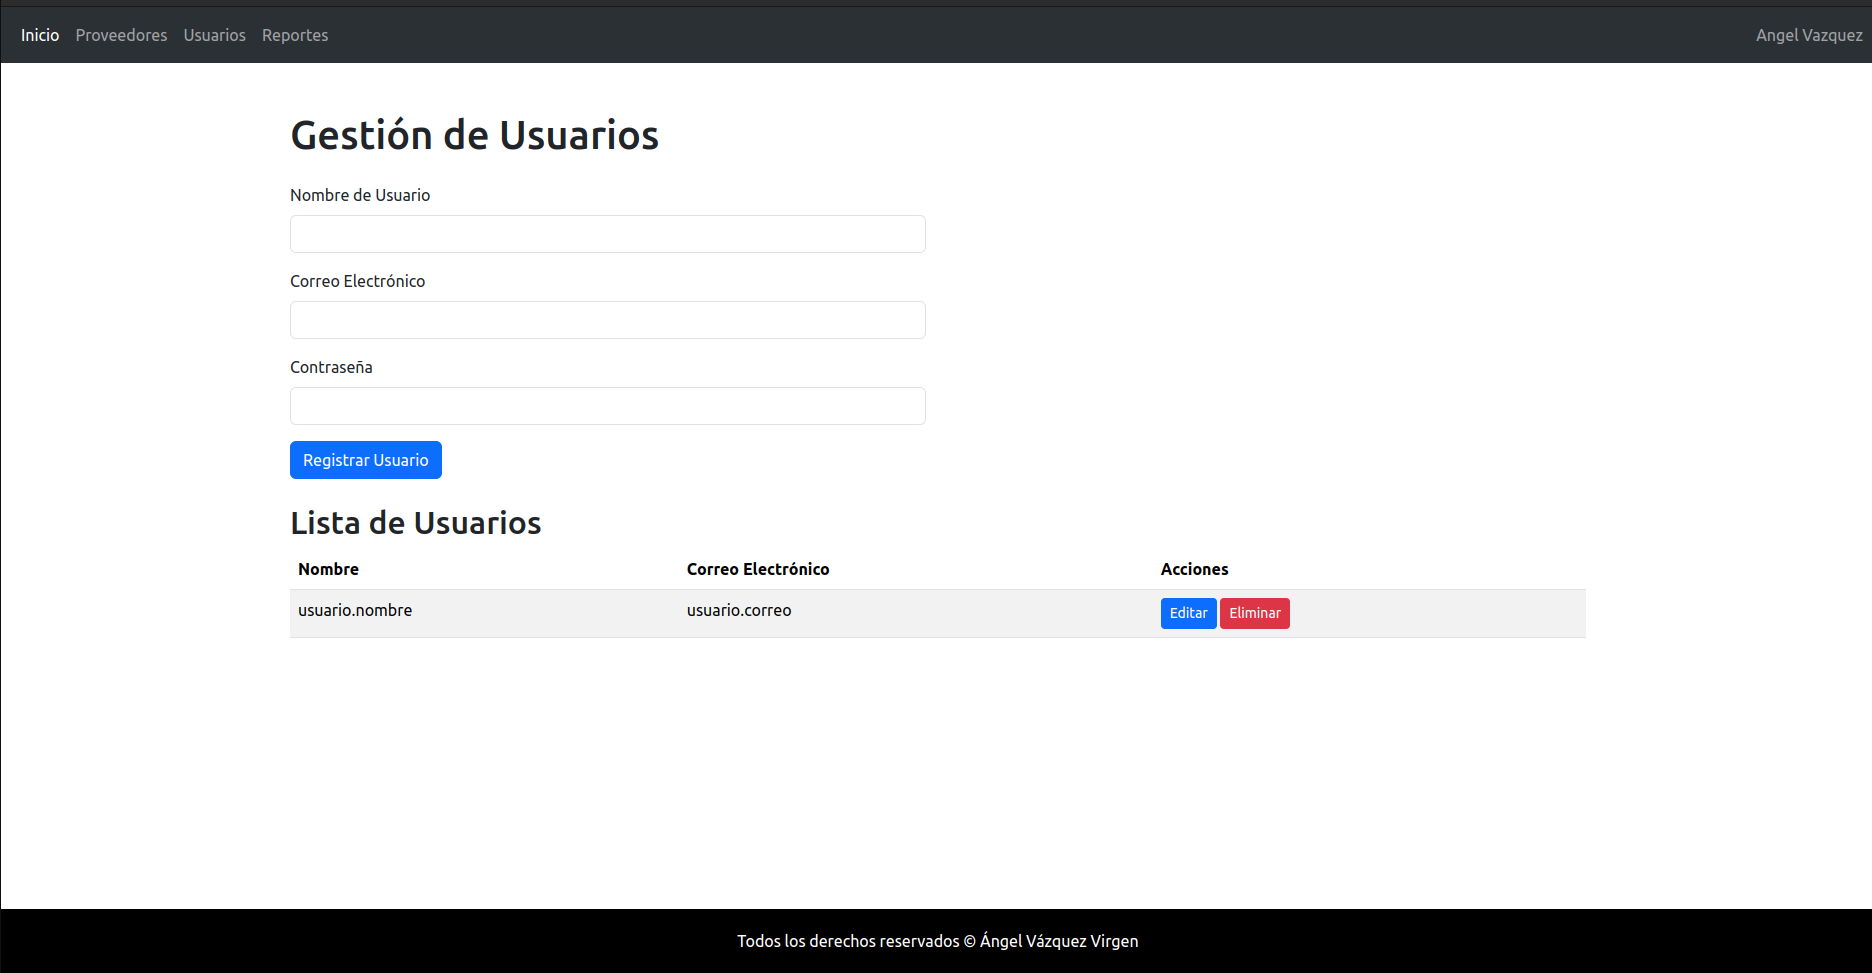 Inicio Proveedores Usuarios Reportes Angel Vazquez
Gestión de Usuarios
Nombre de Usuario
Correo Electrónico
Contraseña
Registrar Usuario
Lista de Usuarios
Nombre Correo Electrónico Acciones
usuario.nombre usuario.correo Editar Eliminar
Todos los derechos reservados © Ángel Vázquez Virgen